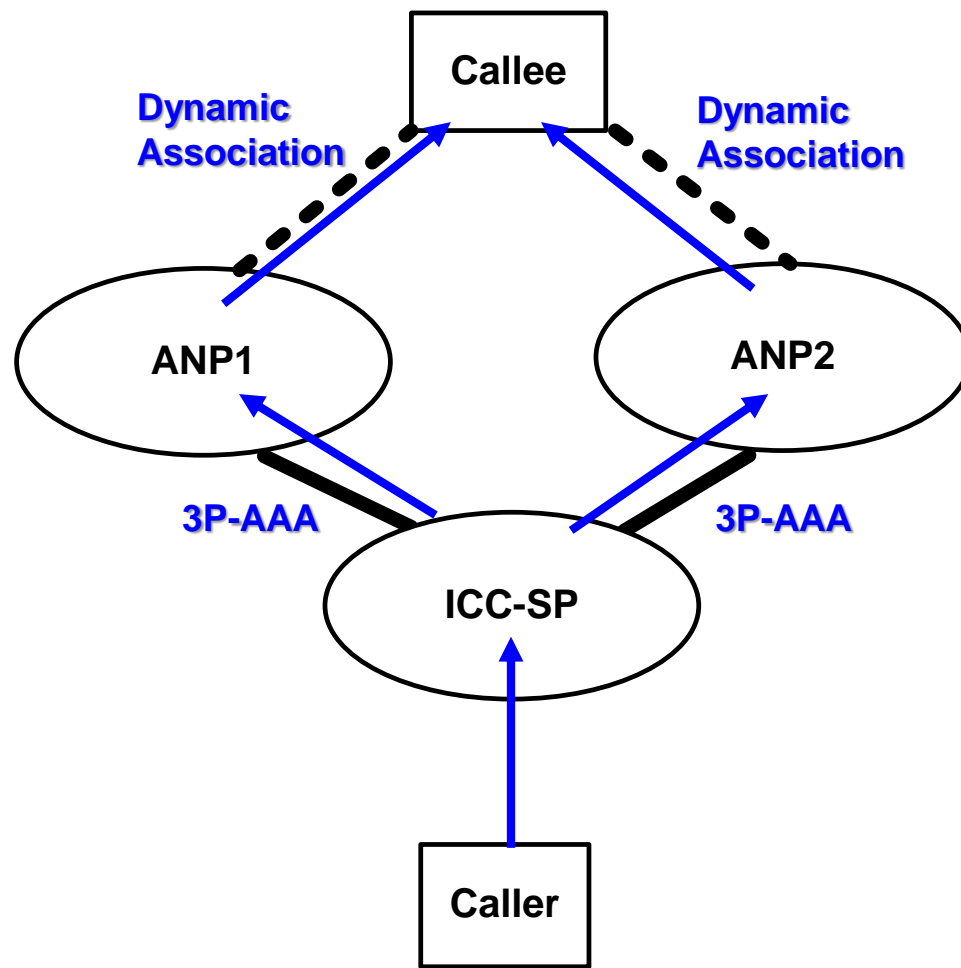 Callee
Dynamic
Association
Dynamic
Association
ANP1
ANP2
3P-AAA
3P-AAA
ICC-SP
Caller